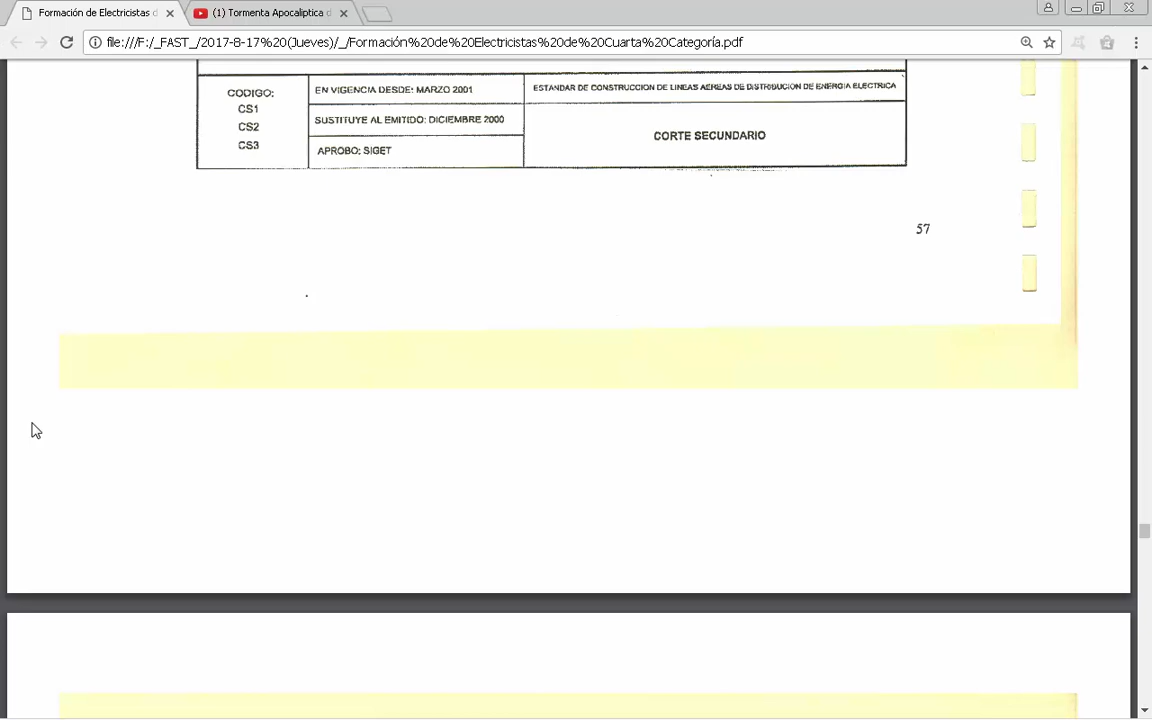 Formación de Electricistas d
(1) Tormenta Apocaliptica d
file:///F:/_FAST_/2017-8-17%20(Jueves)/_/Formación%20de%20Electricistas%20de%20Cuarta%20Categoría.pdf
CODIGO:
CS1
CS2
CS3
EN VIGENCIA DESDE: MARZO 2001
SUSTITUYE AL EMITIDO: DICIEMBRE 2000
APROBO: SIGET
ESTANDAR DE CONSTRUCCION DE LINEAS AEREAS DE DISTRIBUCION DE ENERGIA ELECTRICA
CORTE SECUNDARIO
57